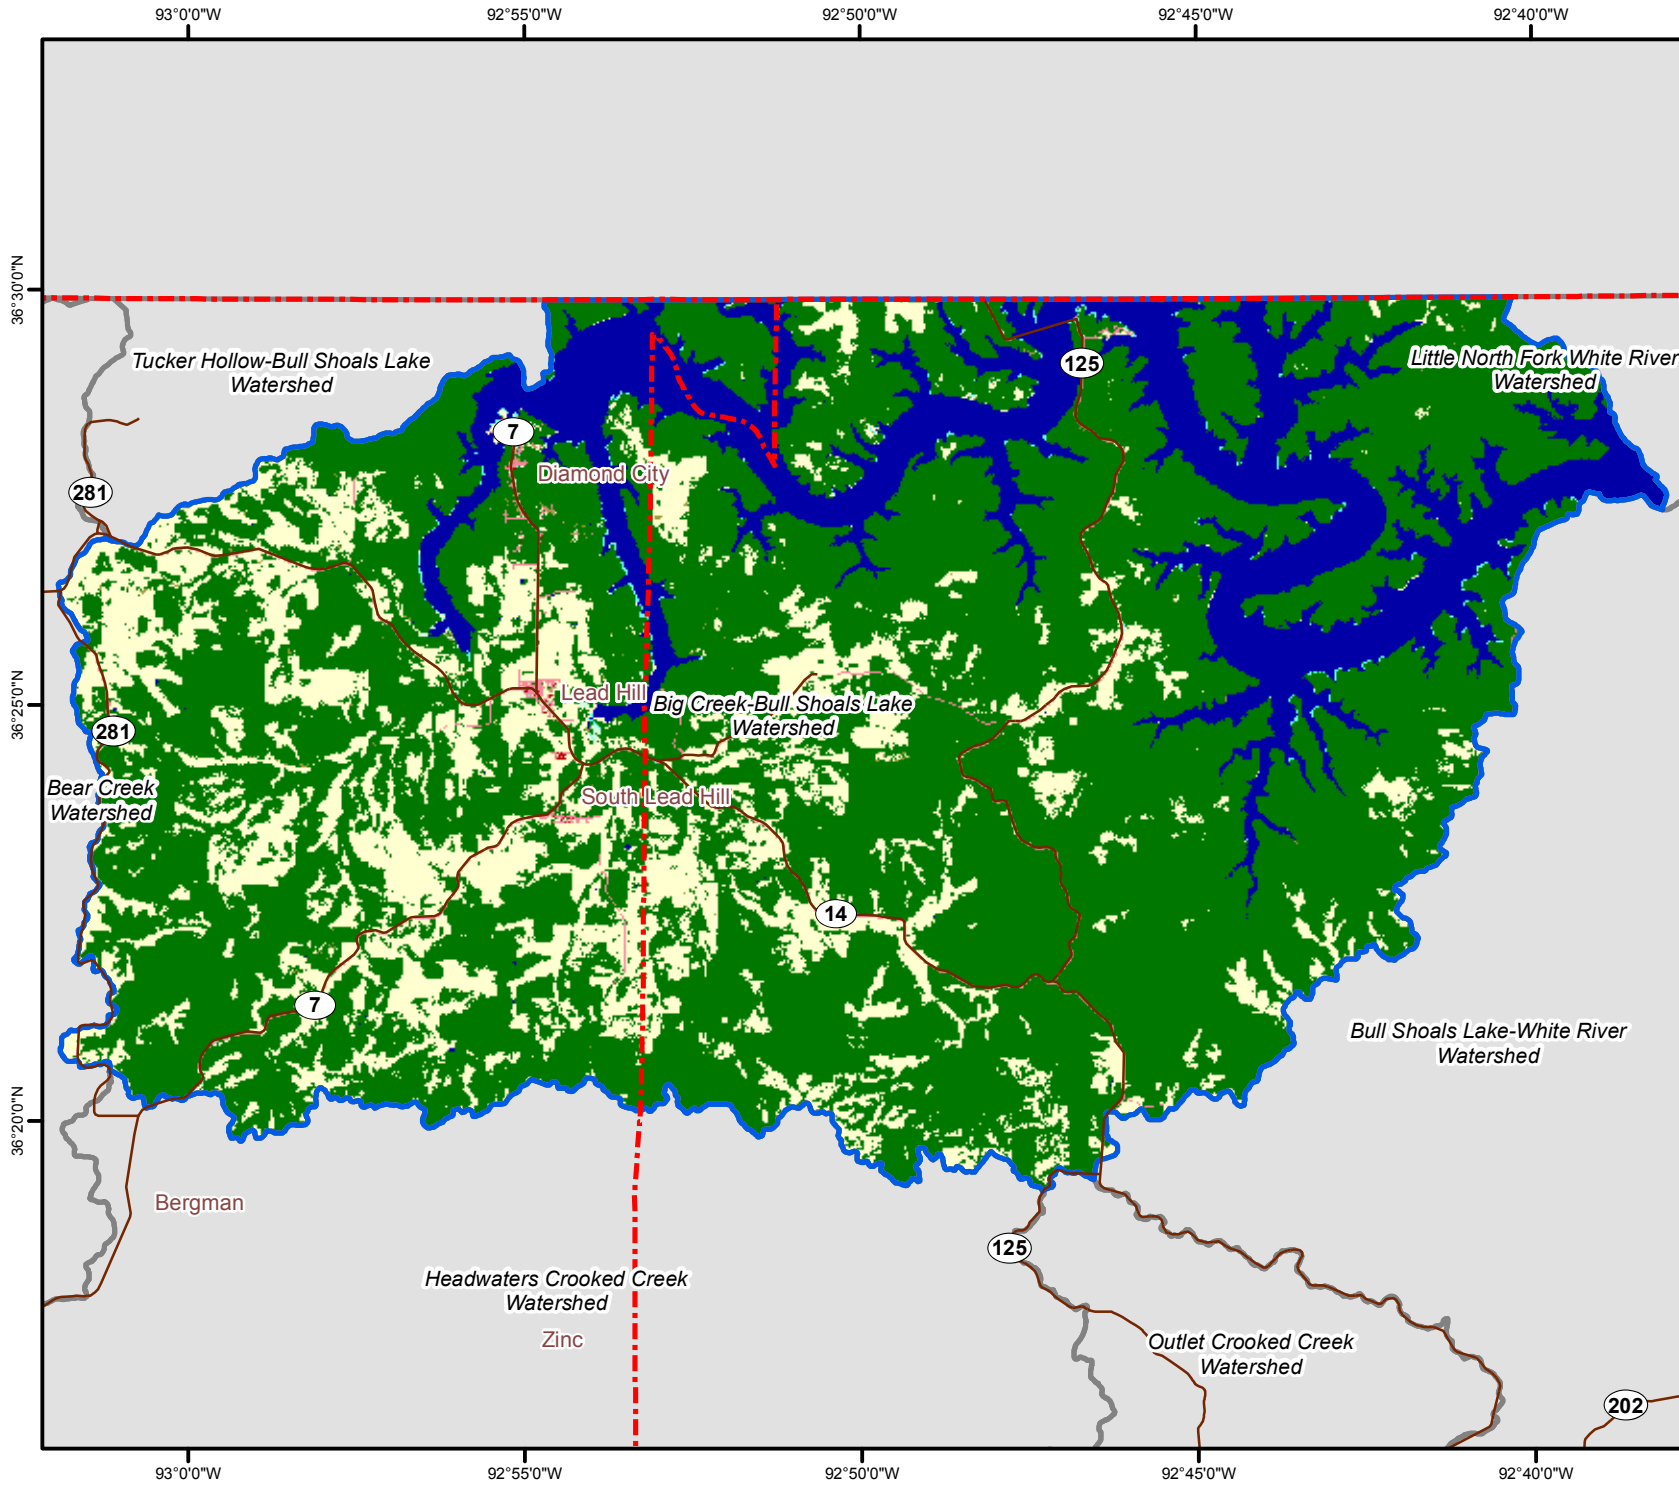 93°0'0"W
92°55'0"W
92°50'0"W
92°45'0"W
92°40'0"W
36°30'0"N
Tucker Hollow-Bull Shoals Lake
Watershed
125
Little North Fork White River
Watershed
7
Diamond City
281
Lead Hill
Big Creek-Bull Shoals Lake
Watershed
36°25'0"N
281
Bear Creek
Watershed
South Lead Hill
14
7
Bull Shoals Lake-White River
Watershed
36°20'0"N
Bergman
125
Headwaters Crooked Creek
Watershed
Zinc
Outlet Crooked Creek
Watershed
202
93°0'0"W
92°55'0"W
92°50'0"W
92°45'0"W
92°40'0"W